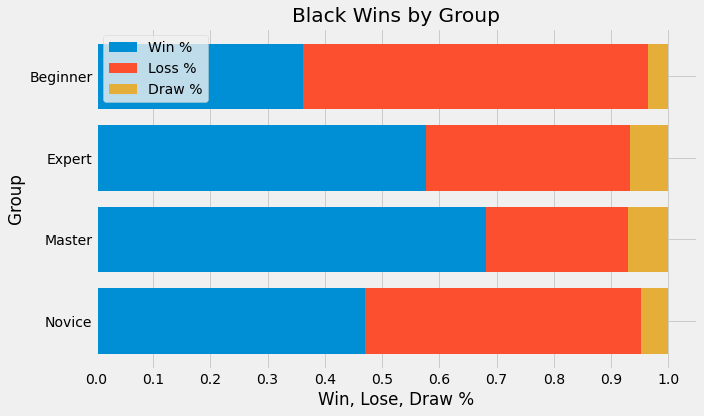 Black Wins by Group
Win %
Loss %
Draw %
Beginner
Expert
Master
Novice
Group
0.0 0.1 0.2 0.3 0.4 0.5 0.6 0.7 0.8 0.9 1.0
Win, Lose, Draw %